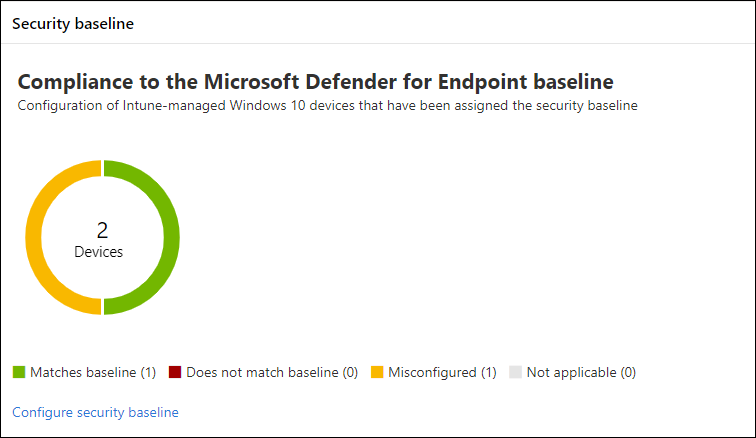 Security baseline
Compliance to the Microsoft Defender for Endpoint baseline
Configuration of Intune-managed Windows 10 devices that have been assigned the security baseline
2
Devices
Matches baseline (1) Does not match baseline (0) Misconfigured (1) Not applicable (0)
Configure security baseline